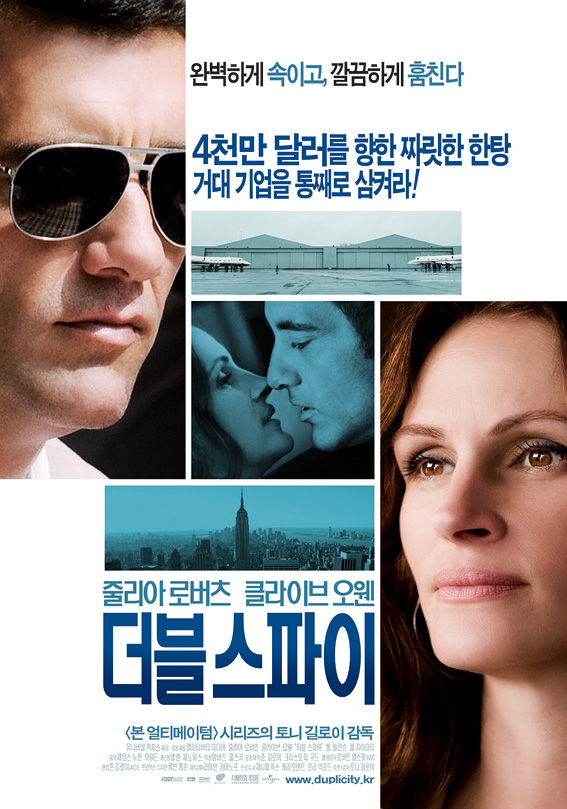 완벽하게 속이고, 깔끔하게 훔친다
4천만 달러를 향한 짜릿한 한탕
거대 기업을 통째로 삼켜라!
줄리아 로버츠 클라이브 오웬
더블 스파이
<본 얼티메이텀> 시리즈의 토니 길로이 감독
www.duplicity.kr